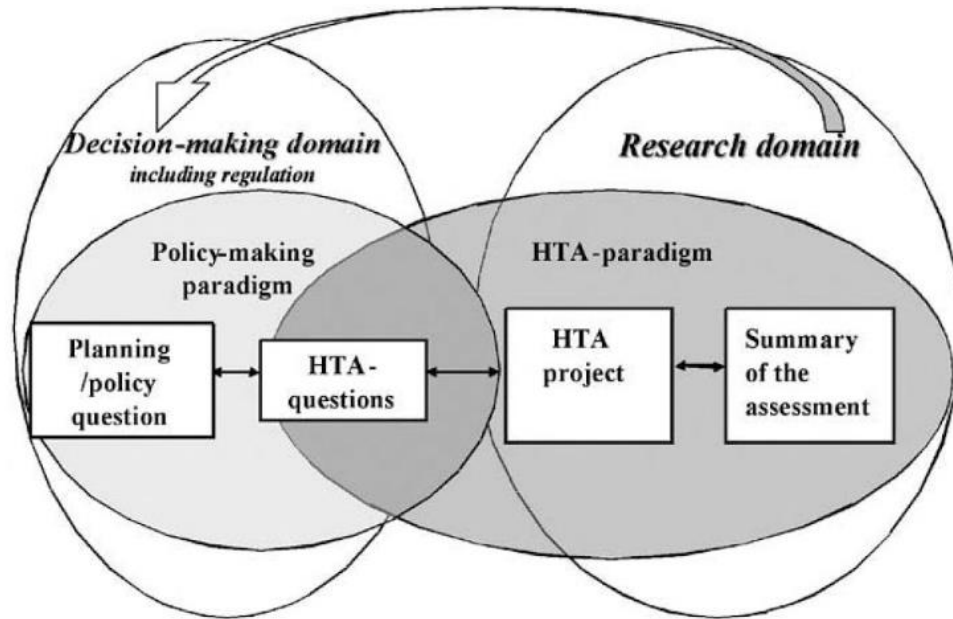 Decision-making domain
including regulation
Research domain
Policy-making
paradigm
HTA-paradigm
Planning
/policy
question
HTA-
questions
HTA
project
Summary
of the
assessment